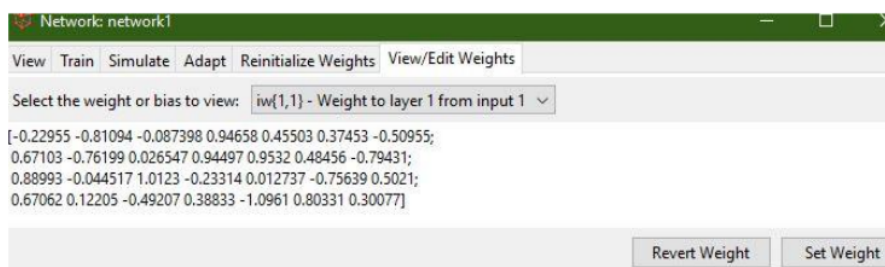 Network: network1
View Train Simulate Adapt Reinitialize Weights View/Edit Weights
Select the weight or bias to view: iw{1,1} - Weight to layer 1 from input 1
[-0.22955 -0.81094 -0.087398 0.94658 0.45503 0.37453 -0.50955;
0.67103 -0.76199 0.026547 0.94497 0.9532 0.48456 -0.79431;
0.88993 -0.044517 1.0123 -0.23314 0.012737 -0.75639 0.5021;
0.67062 0.12205 -0.49207 0.38833 -1.0961 0.80331 0.30077]
Revert Weight Set Weight